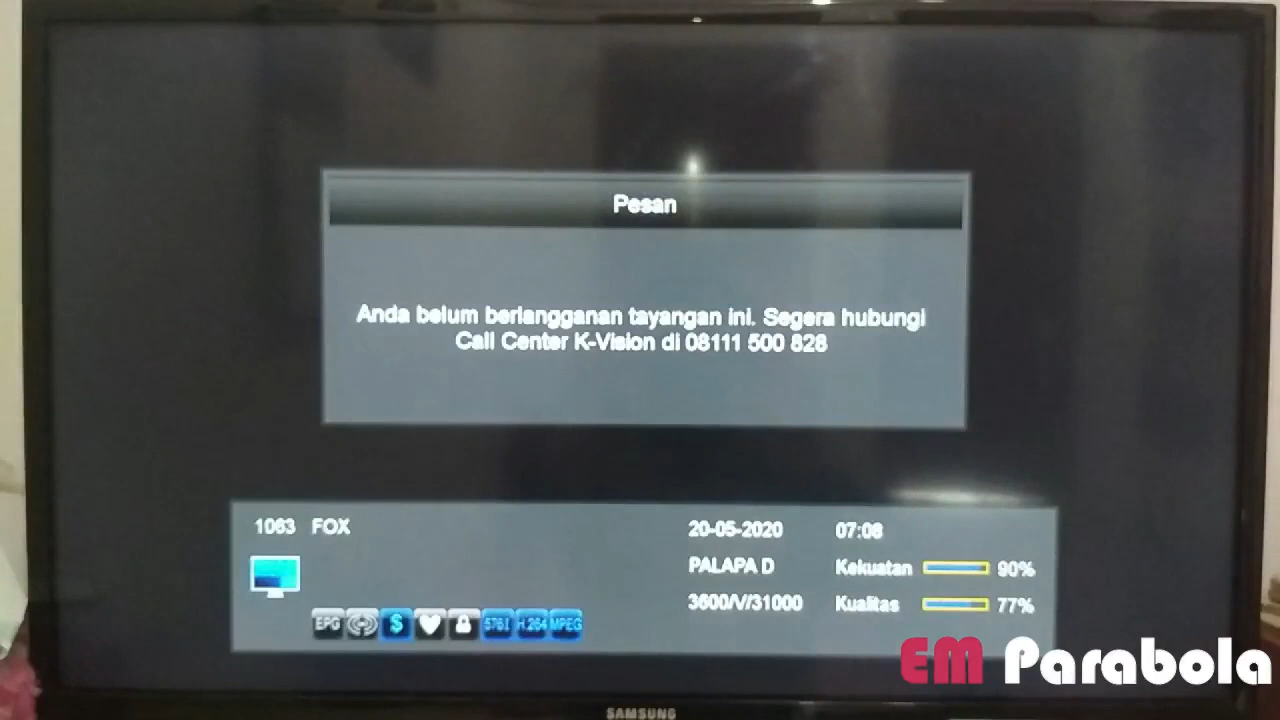 Pesan
Anda belum berlangganan tayangan ini. Segera hubungi
Call Center K-Vision di 08111 500 828
1063 FOX
20-05-2020 07:08
PALAPA D Kekuatan 90%
3600/V/31000 Kualitas 77%
EPG $ 576I H.264 MPEG
EM Parabola
SAMSUNG